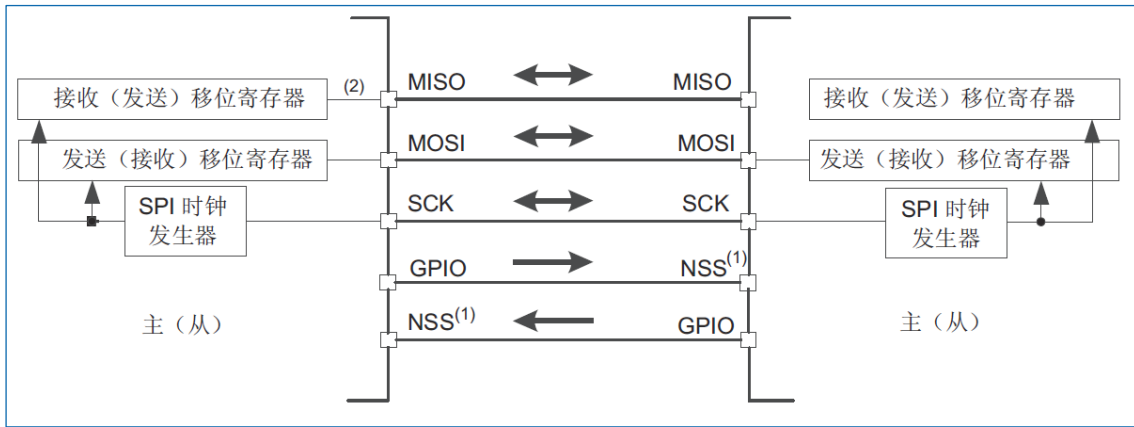 (2)
MISO MISO
接收（发送）移位寄存器 接收（发送）移位寄存器
MOSI MOSI
发送（接收）移位寄存器 发送（接收）移位寄存器
SCK SCK
SPI 时钟
发生器
SPI 时钟
发生器
GPIO NSS(1)
NSS(1) GPIO
主（从） 主（从）